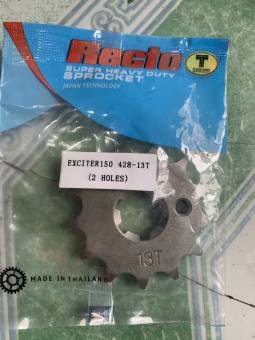 Recto
SUPER HEAVY DUTY
SPROCKET
JAPAN TECHNOLOGY
T
EXCITER150 428-13T
(2 HOLES)
13T
MADE IN THAILAND